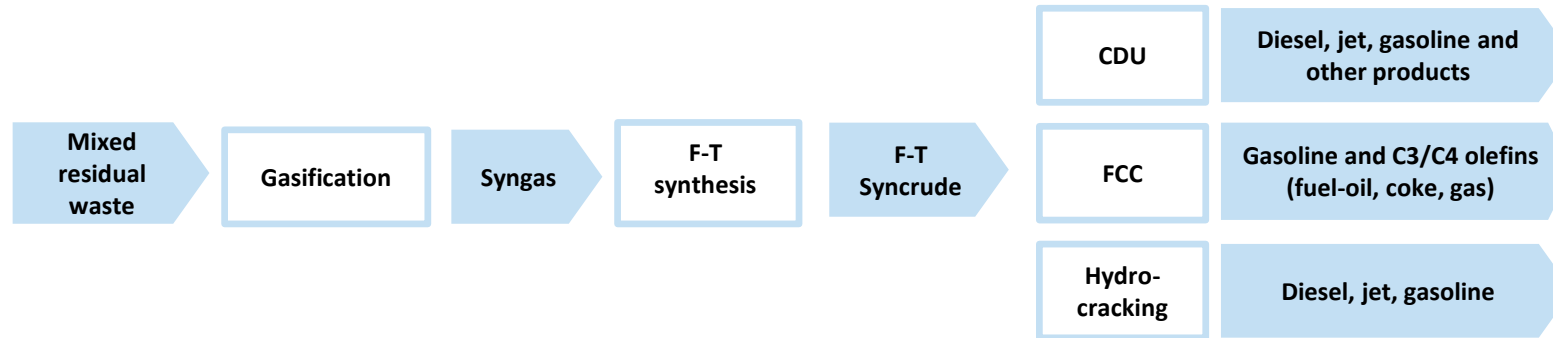 Mixed
residual
waste
Gasification
Syngas
F-T
synthesis
F-T
Syncrude
CDU
Diesel, jet, gasoline and
other products
FCC
Gasoline and C3/C4 olefins
(fuel-oil, coke, gas)
Hydro-
cracking
Diesel, jet, gasoline